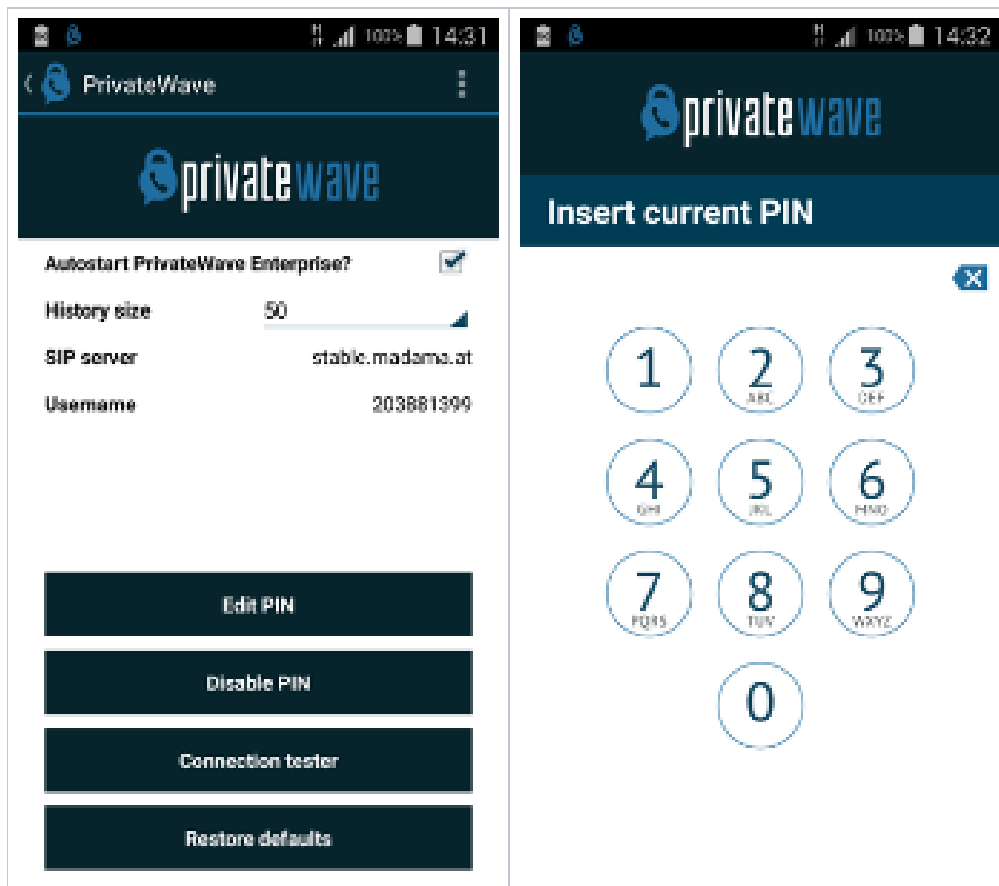 100% 14:31
PrivateWave
privatewave
Autostart PrivateWave Enterprise?
History size 50
SIP server stable.madama.at
Username 203881399
Edit PIN
Disable PIN
Connection tester
Restore defaults
100% 14:32
privatewave
Insert current PIN
1 2 3
ABC DEF
4 5 6
GHI JKL MNO
7 8 9
PQRS TUV WXYZ
0